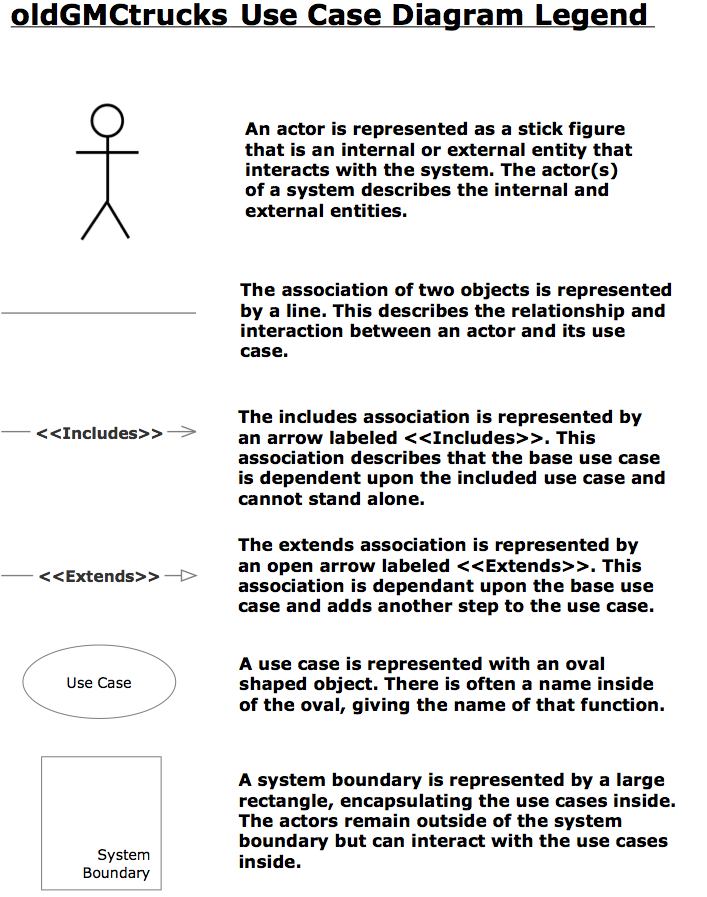 oldGMCtrucks Use Case Diagram Legend
An actor is represented as a stick figure
that is an internal or external entity that
interacts with the system. The actor(s)
of a system describes the internal and
external entities.
The association of two objects is represented
by a line. This describes the relationship and
interaction between an actor and its use
case.
<<Includes>>
The includes association is represented by
an arrow labeled <<Includes>>. This
association describes that the base use case
is dependent upon the included use case and
cannot stand alone.
<<Extends>>
The extends association is represented by
an open arrow labeled <<Extends>>. This
association is dependant upon the base use
case and adds another step to the use case.
Use Case
A use case is represented with an oval
shaped object. There is often a name inside
of the oval, giving the name of that function.
System
Boundary
A system boundary is represented by a large
rectangle, encapsulating the use cases inside.
The actors remain outside of the system
boundary but can interact with the use cases
inside.